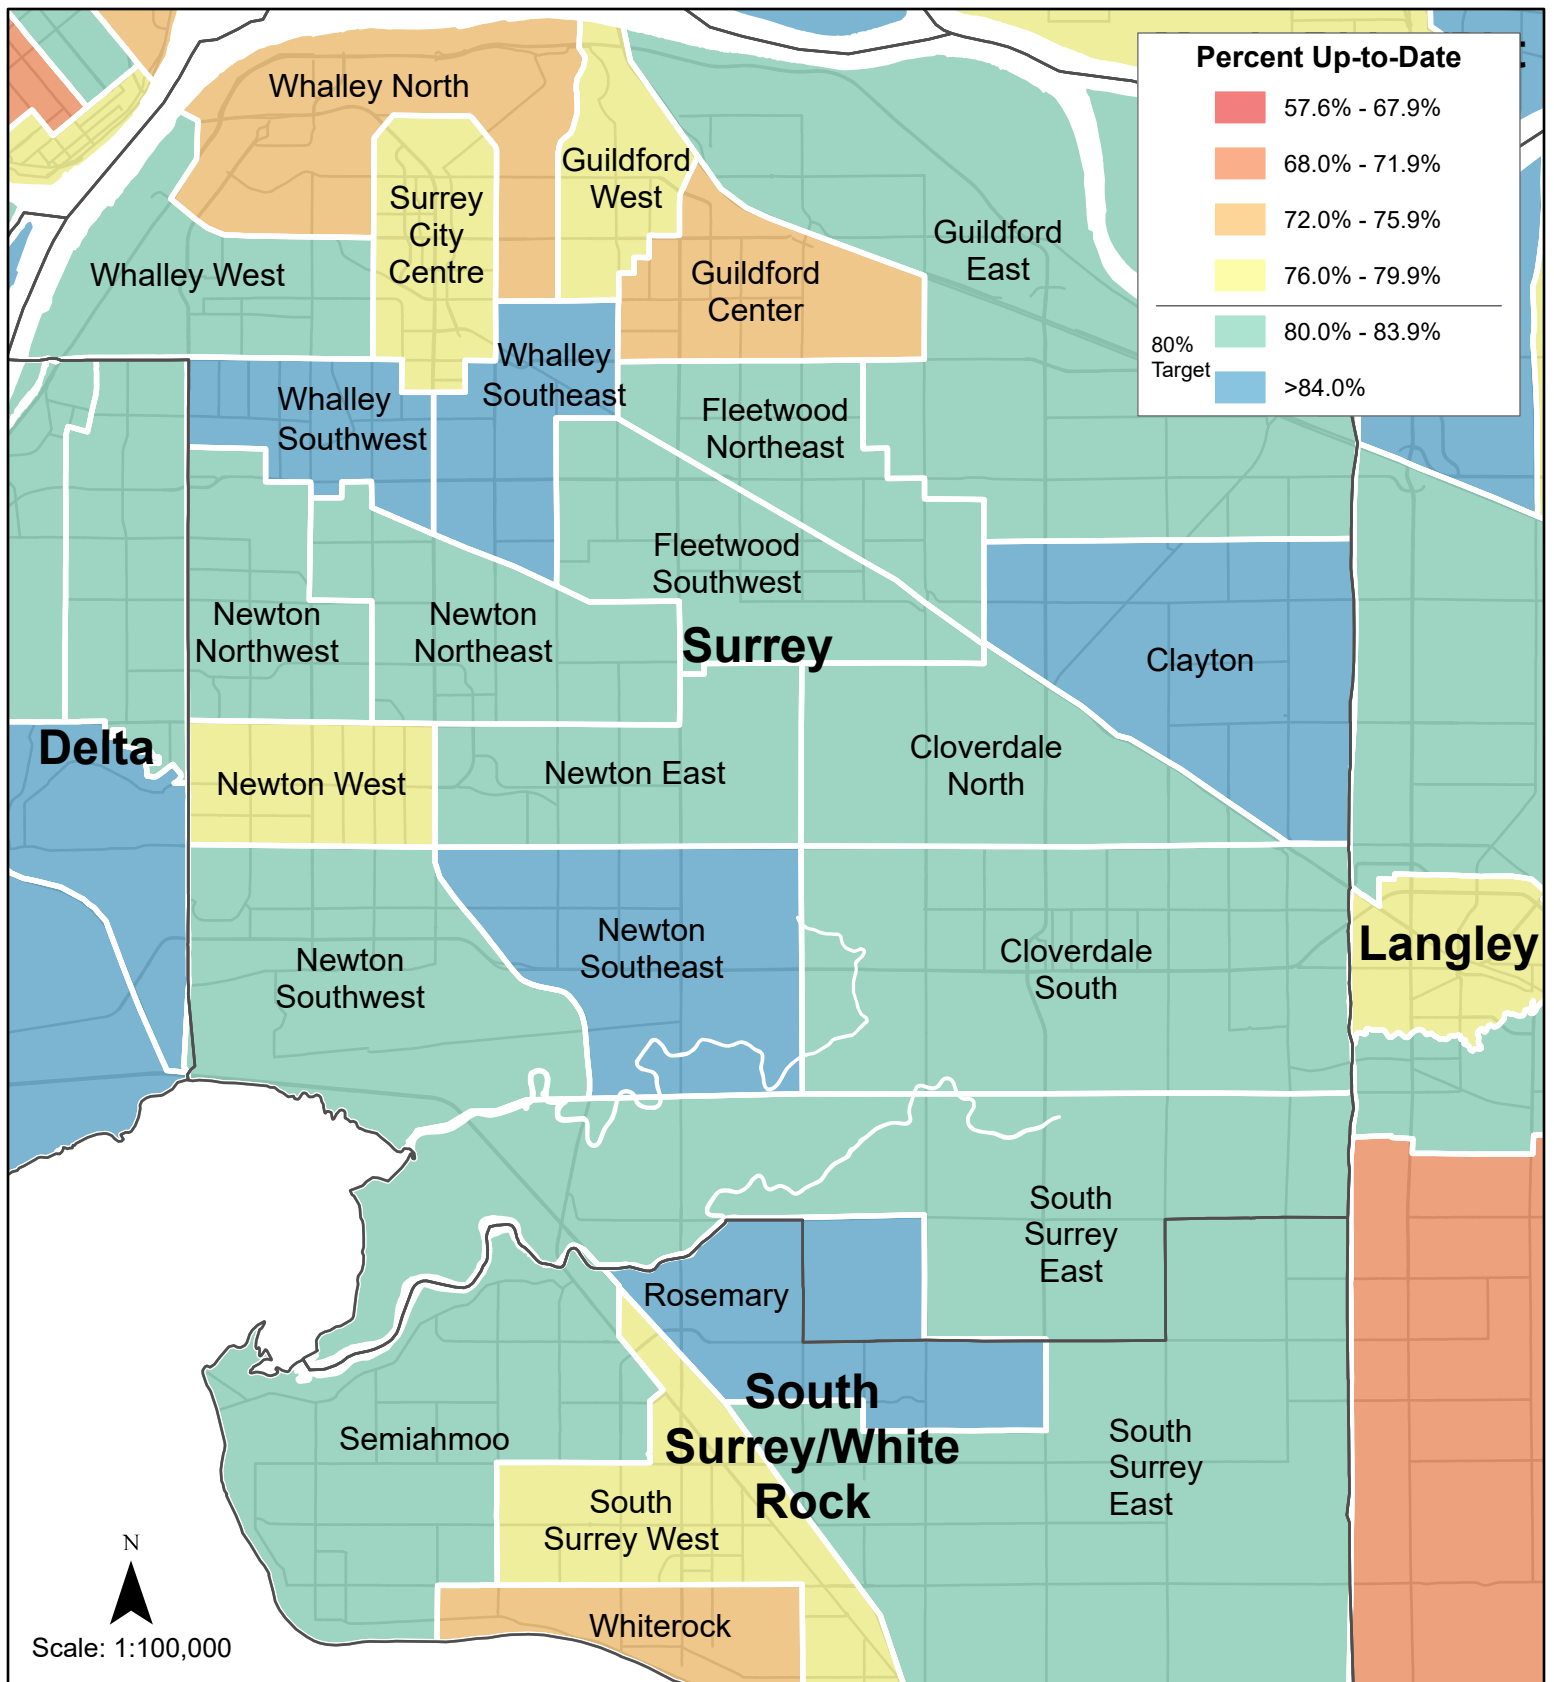 Percent Up-to-Date
57.6% - 67.9%
68.0% - 71.9%
72.0% - 75.9%
76.0% - 79.9%
80.0% - 83.9%
80%
Target
>84.0%
Whalley North
Guildford
West
Surrey
City
Centre
Guildford
East
Whalley West
Guildford
Center
Whalley
Southeast
Whalley
Southwest
Fleetwood
Northeast
Fleetwood
Southwest
Newton
Northwest
Newton
Northeast
Surrey
Clayton
Delta
Newton West
Newton East
Cloverdale
North
Newton
Southwest
Newton
Southeast
Cloverdale
South
Langley
South
Surrey
East
Rosemary
South
Surrey/White
Rock
Semiahmoo
South
Surrey
East
South
Surrey West
Whiterock
N
Scale: 1:100,000